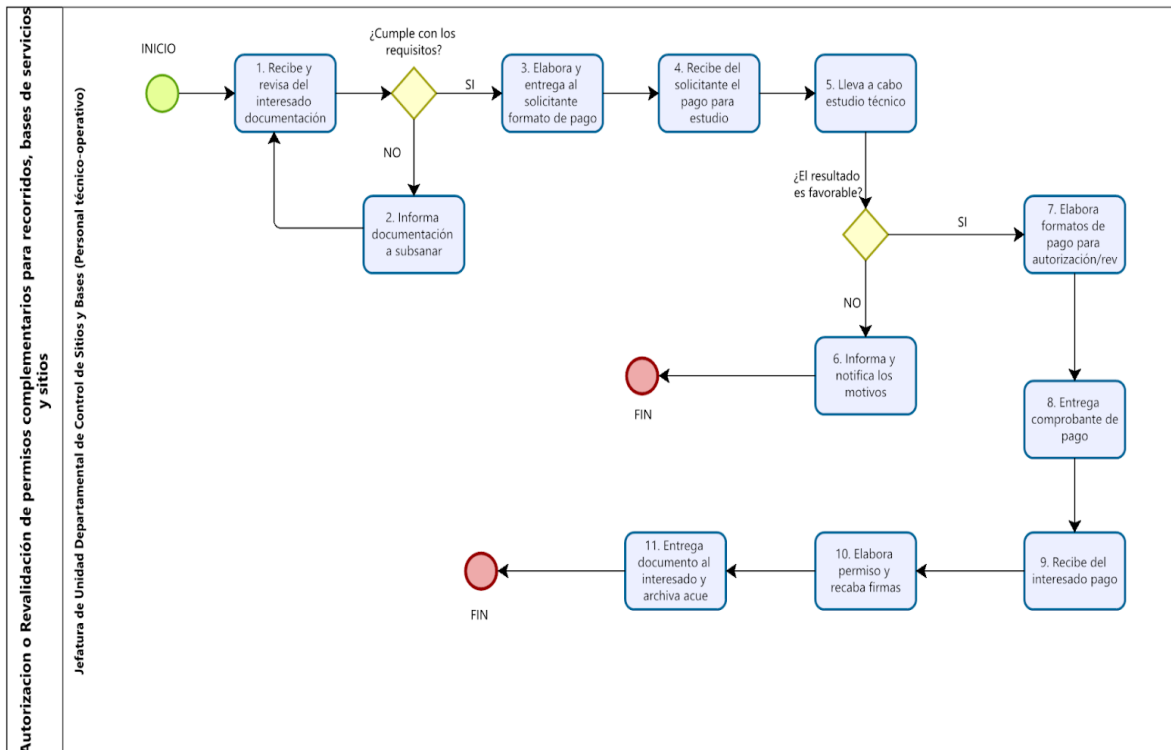 Autorizacion o Revalidación de permisos complementarios para recorridos, bases de servicios
y sitios
Jefatura de Unidad Departamental de Control de Sitios y Bases (Personal técnico-operativo)
INICIO
1. Recibe y
revisa del
interesado
documentación
¿Cumple con los
requisitos?
SI
NO
2. Informa
documentación
a subsanar
3. Elabora y
entrega al
solicitante
formato de pago
4. Recibe del
solicitante el
pago para
estudio
5. Lleva a cabo
estudio técnico
¿El resultado
es favorable?
SI
NO
6. Informa y
notifica los
motivos
FIN
7. Elabora
formatos de
pago para
autorización/rev
8. Entrega
comprobante de
pago
9. Recibe del
interesado pago
10. Elabora
permiso y
recaba firmas
11. Entrega
documento al
interesado y
archiva acue
FIN